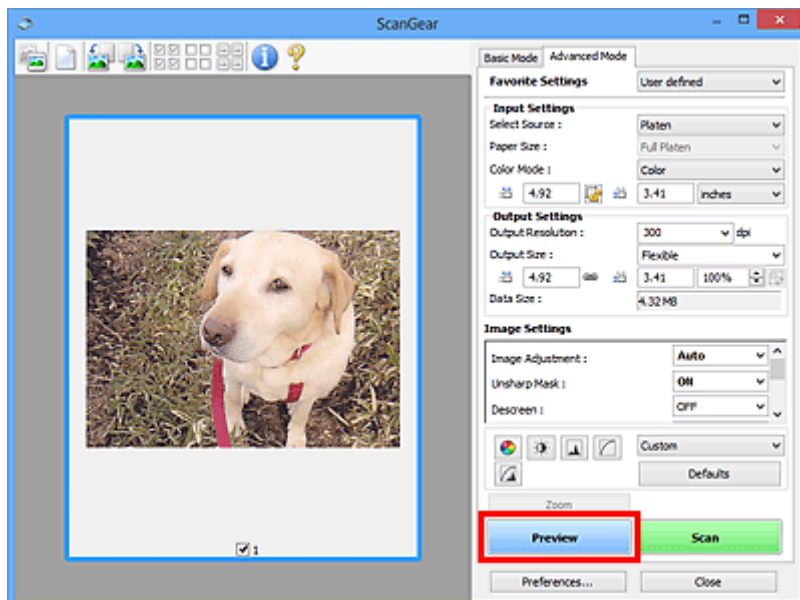 ScanGear
Basic Mode Advanced Mode
Favorite Settings User defined
Input Settings
Select Source : Platen
Paper Size : Full Platen
Color Mode : Color
4.92 3.41 inches
Output Settings
Output Resolution : 300 dpi
Output Size : Flexible
4.92 3.41 100%
Data Size : 4.32 MB
Image Settings
Image Adjustment : Auto
Unsharp Mask : ON
Descreen : OFF
Custom
Defaults
Zoom
Preview Scan
1
Preferences... Close